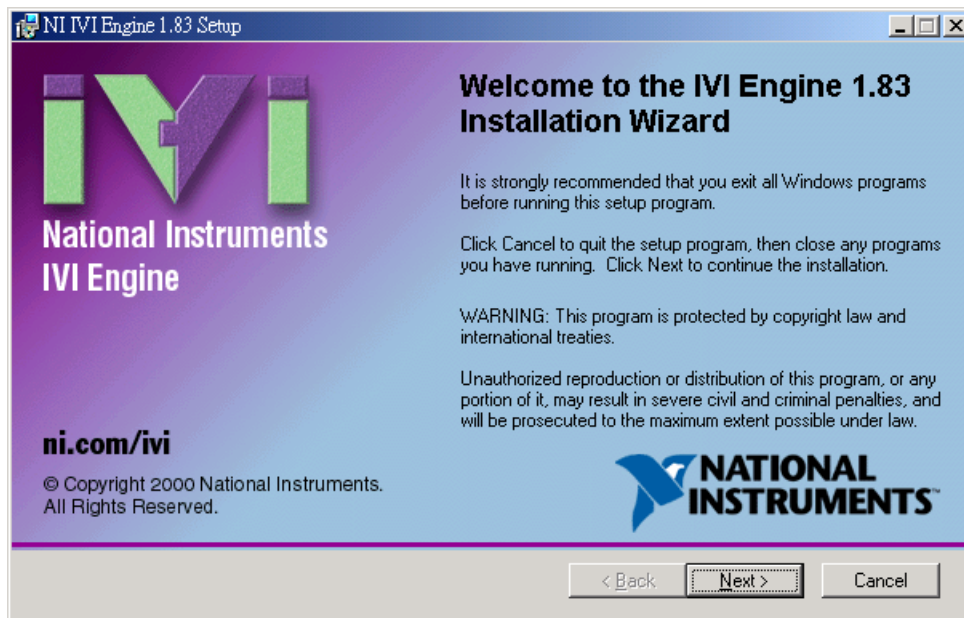 NI IVI Engine 1.83 Setup
IVI
National Instruments
IVI Engine
ni.com/ivi
© Copyright 2000 National Instruments.
All Rights Reserved.
Welcome to the IVI Engine 1.83
Installation Wizard
It is strongly recommended that you exit all Windows programs
before running this setup program.
Click Cancel to quit the setup program, then close any programs
you have running. Click Next to continue the installation.
WARNING: This program is protected by copyright law and
international treaties.
Unauthorized reproduction or distribution of this program, or any
portion of it, may result in severe civil and criminal penalties, and
will be prosecuted to the maximum extent possible under law.
NATIONAL
INSTRUMENTS™
< Back
Next >
Cancel